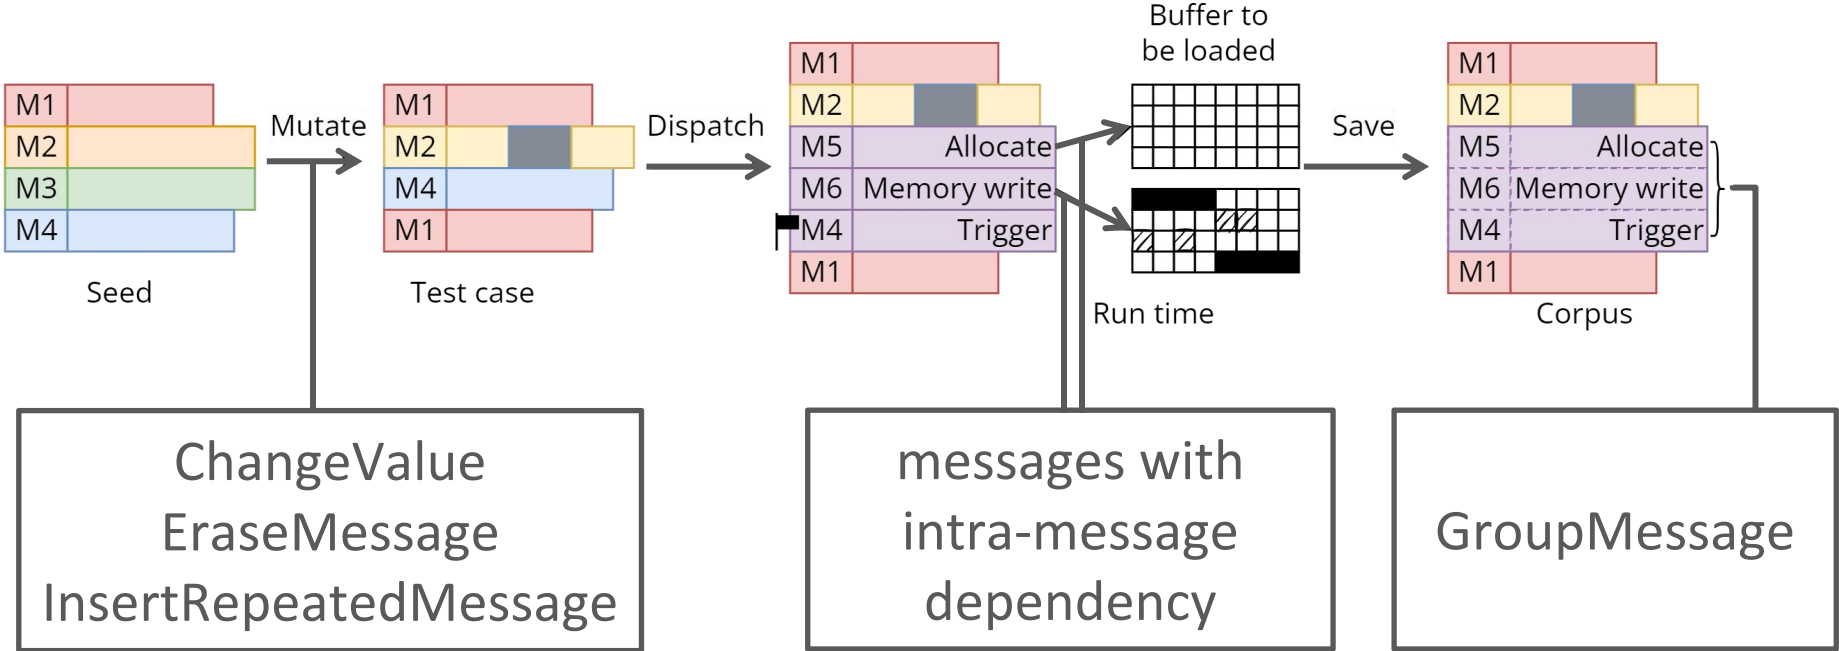 Buffer to
be loaded
M1
M2
M3
M4
Seed
Mutate
M1
M2
M4
M1
Test case
Dispatch
M1
M2
M5 Allocate
M6 Memory write
M4 Trigger
M1
Run time
Save
M1
M2
M5 Allocate
M6 Memory write
M4 Trigger
M1
Corpus
ChangeValue
EraseMessage
InsertRepeatedMessage
messages with
intra-message
dependency
GroupMessage